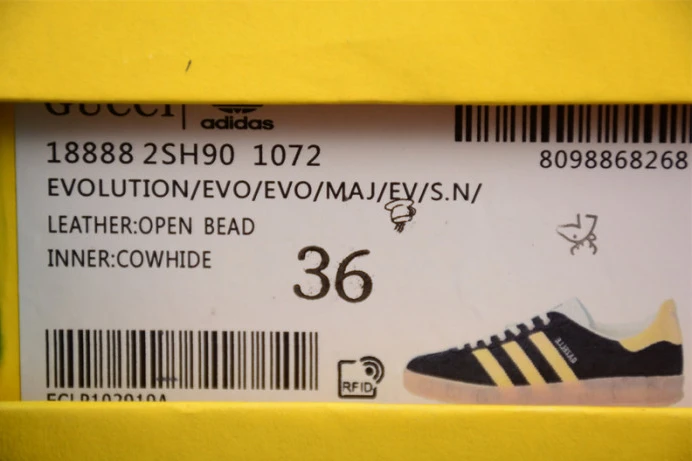 GUCCI | adidas
18888 2SH90 1072
8098868268
EVOLUTION/EVO/EVO/MAJ/EV/S.N/
LEATHER:OPEN BEAD
INNER:COWHIDE
36
RFID